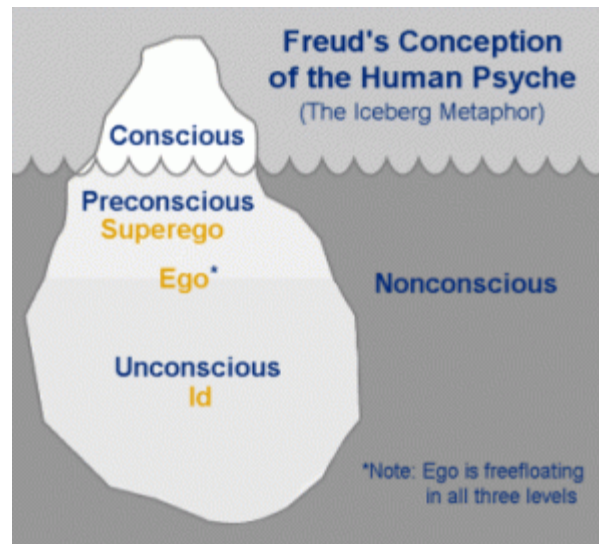 Freud's Conception
of the Human Psyche
(The Iceberg Metaphor)
Conscious
Preconscious
Superego
Ego*
Nonconscious
Unconscious
Id
*Note: Ego is freefloating
in all three levels